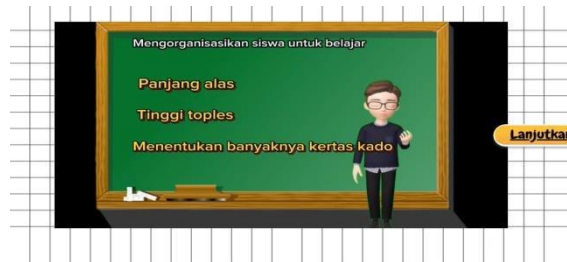 Mengorganisasikan siswa untuk belajar
Panjang alas
Tinggi toples
Menentukan banyaknya kertas kado
Lanjutkan